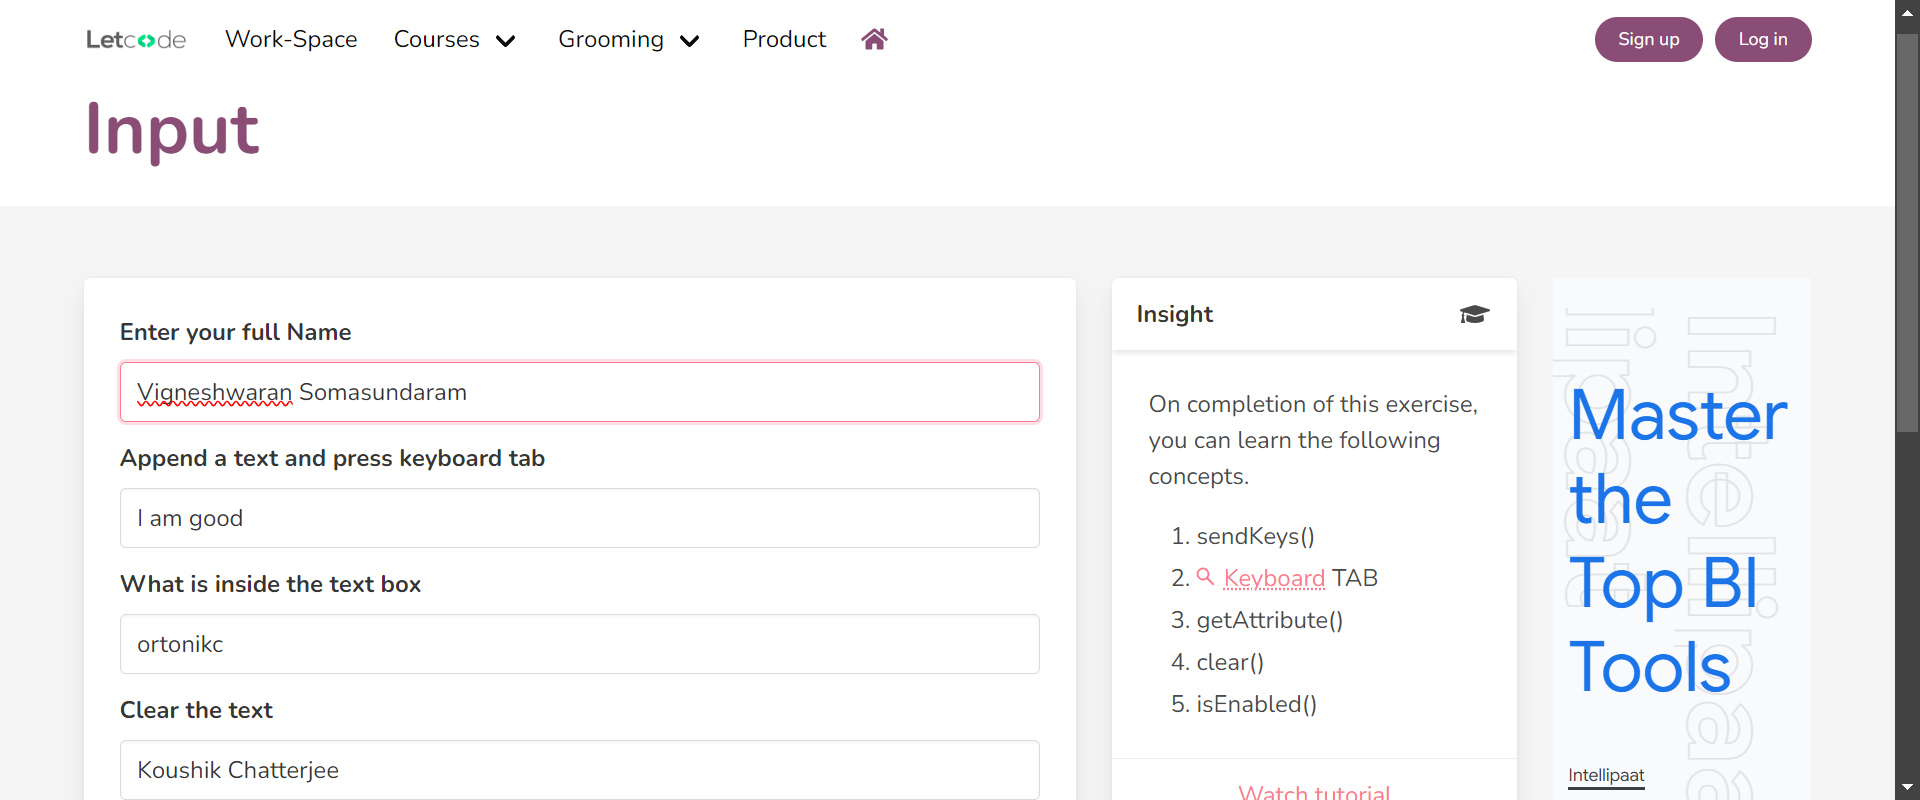 Letcode Work-Space Courses Grooming Product Sign up Log in
Input
Enter your full Name
Vigneshwaran Somasundaram
Append a text and press keyboard tab
I am good
What is inside the text box
ortonikc
Clear the text
Koushik Chatterjee
Insight
On completion of this exercise,
you can learn the following
concepts.
1. sendKeys()
2. Keyboard TAB
3. getAttribute()
4. clear()
5. isEnabled()
Watch tutorial
Master
the
Top BI
Tools
Intellipaat